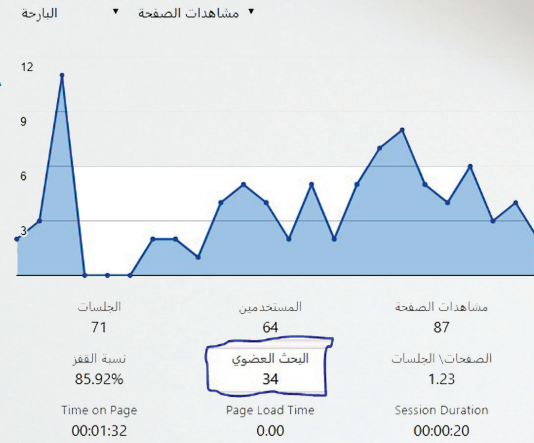 مشاهدات الصفحة ▼ البارحة ▼
12
9
6
3
مشاهدات الصفحة المستخدمين الجلسات
87 64 71
الصفحات\ الجلسات البحث العضوي نسبة القفز
1.23 34 85.92%
Time on Page Page Load Time Session Duration
00:01:32 0.00 00:00:20